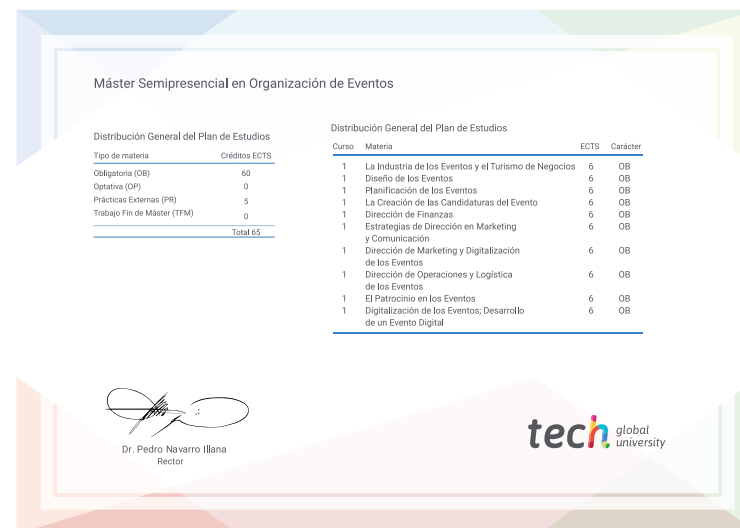 Máster Semipresencial en Organización de Eventos
Distribución General del Plan de Estudios
Tipo de materia Créditos ECTS
Obligatoria (OB) 60
Optativa (OP) 0
Prácticas Externas (PR) 5
Trabajo Fin de Máster (TFM) 0
Total 65
Distribución General del Plan de Estudios
Curso Materia ECTS Carácter
1 La Industria de los Eventos y el Turismo de Negocios 6 OB
1 Diseño de los Eventos 6 OB
1 Planificación de los Eventos 6 OB
1 La Creación de las Candidaturas del Evento 6 OB
1 Dirección de Finanzas 6 OB
1 Estrategias de Dirección en Marketing 6 OB
y Comunicación
1 Dirección de Marketing y Digitalización 6 OB
de los Eventos
1 Dirección de Operaciones y Logística 6 OB
de los Eventos
1 El Patrocinio en los Eventos 6 OB
1 Digitalización de los Eventos; Desarrollo 6 OB
de un Evento Digital
Dr. Pedro Navarro Illana
Rector
tech global
university